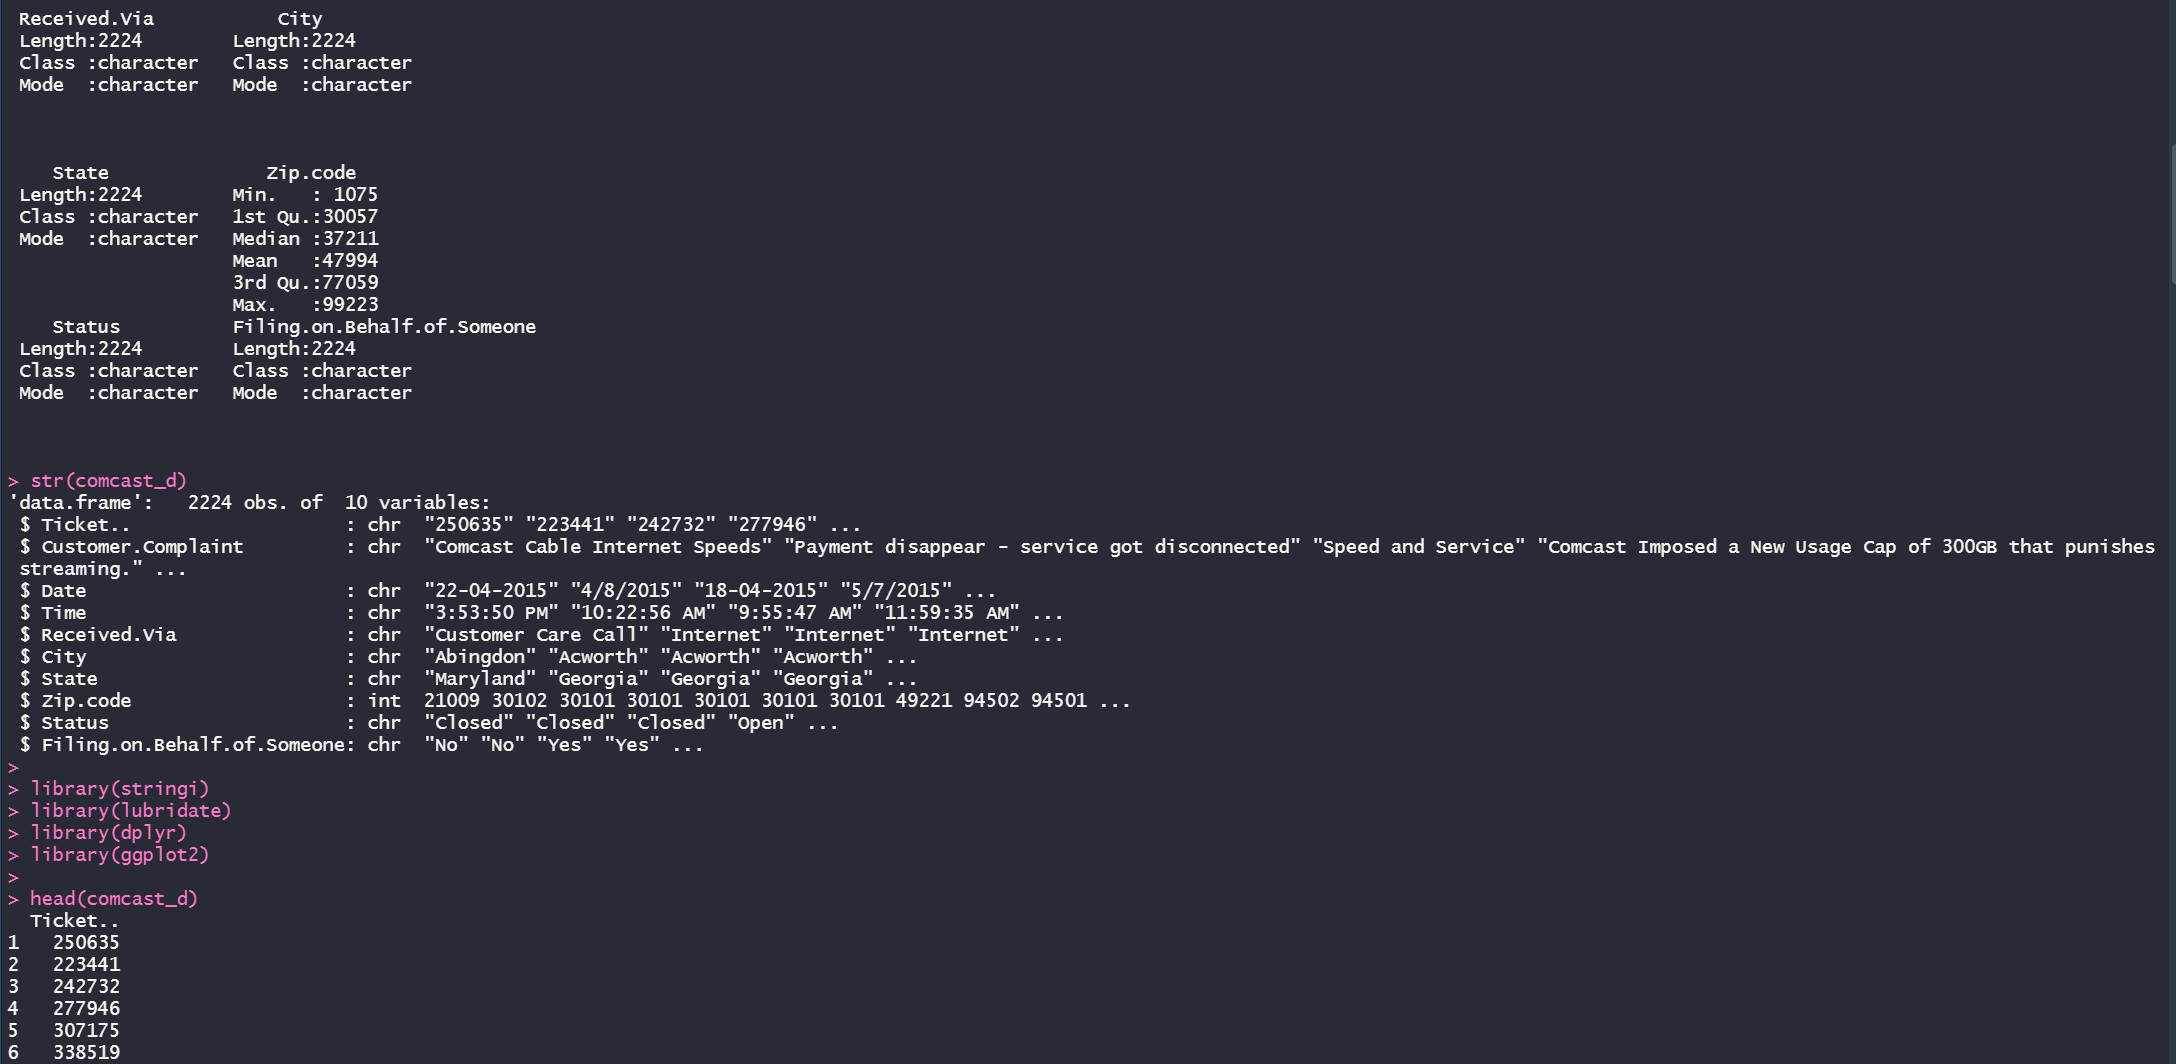 Received.Via           City
Length:2224        Length:2224
Class :character   Class :character
Mode  :character   Mode  :character
State              Zip.code
Length:2224        Min.   : 1075
Class :character   1st Qu.:30057
Mode  :character   Median :37211
Mean   :47994
3rd Qu.:77059
Max.   :99223
Status          Filing.on.Behalf.of.Someone
Length:2224        Length:2224
Class :character   Class :character
Mode  :character   Mode  :character
> str(comcast_d)
'data.frame':   2224 obs. of  10 variables:
$ Ticket..                   : chr  "250635" "223441" "242732" "277946" ...
$ Customer.Complaint         : chr  "Comcast Cable Internet Speeds" "Payment disappear - service got disconnected" "Speed and Service" "Comcast Imposed a New Usage Cap of 300GB that punishes
streaming." ...
$ Date                       : chr  "22-04-2015" "4/8/2015" "18-04-2015" "5/7/2015" ...
$ Time                       : chr  "3:53:50 PM" "10:22:56 AM" "9:55:47 AM" "11:59:35 AM" ...
$ Received.Via               : chr  "Customer Care Call" "Internet" "Internet" "Internet" ...
$ City                       : chr  "Abingdon" "Acworth" "Acworth" "Acworth" ...
$ State                      : chr  "Maryland" "Georgia" "Georgia" "Georgia" ...
$ Zip.code                   : int  21009 30102 30101 30101 30101 30101 30101 49221 94502 94501 ...
$ Status                     : chr  "Closed" "Closed" "Closed" "Open" ...
$ Filing.on.Behalf.of.Someone: chr  "No" "No" "Yes" "Yes" ...
>
> library(stringi)
> library(lubridate)
> library(dplyr)
> library(ggplot2)
>
> head(comcast_d)
Ticket..
1   250635
2   223441
3   242732
4   277946
5   307175
6   338519